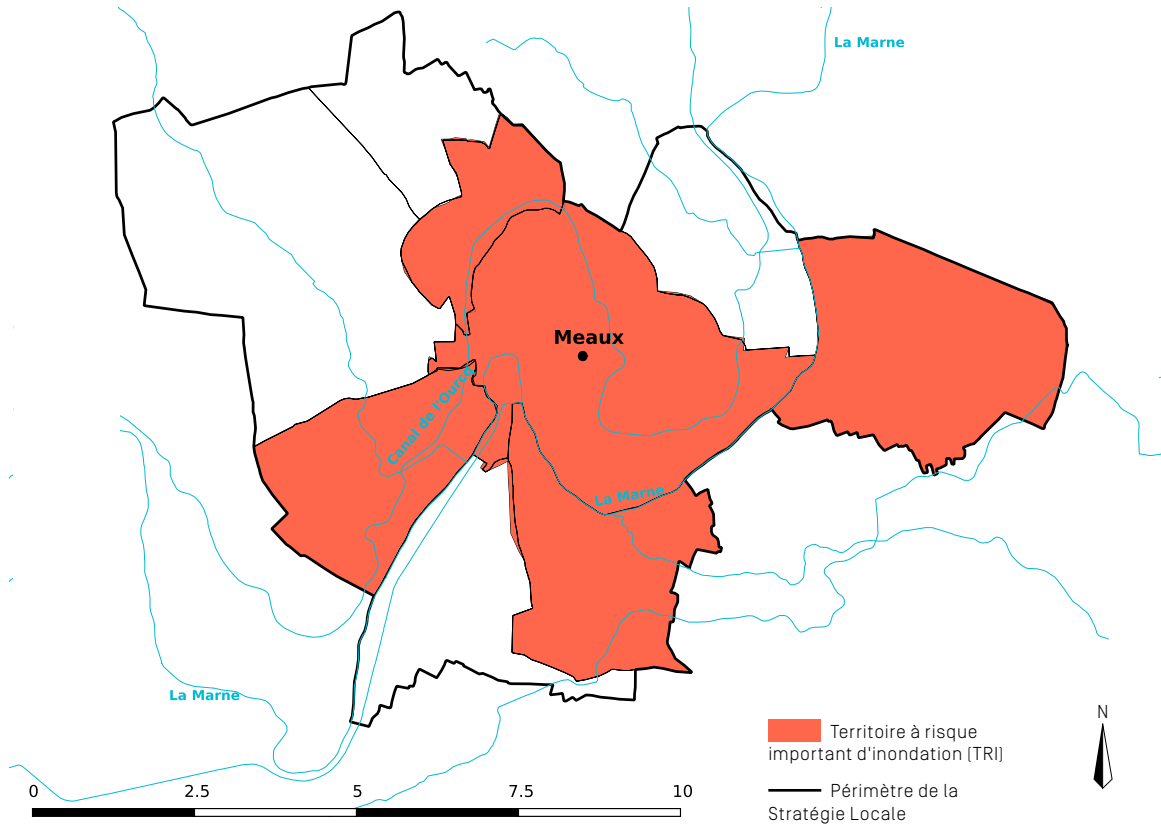 La Marne
Meaux
Canal de l'Ourcq
La Marne
La Marne
N
Territoire à risque
important d'inondation (TRI)
Périmètre de la
Stratégie Locale
0 2.5 5 7.5 10